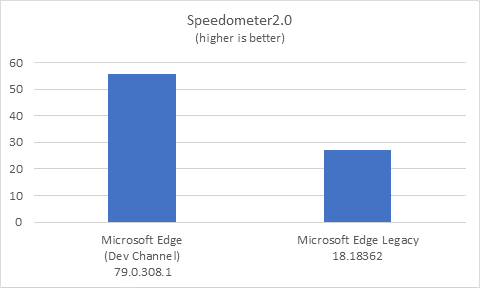 Speedometer2.0
(higher is better)
60
50
40
30
20
10
0
Microsoft Edge
(Dev Channel)
79.0.308.1
Microsoft Edge Legacy
18.18362